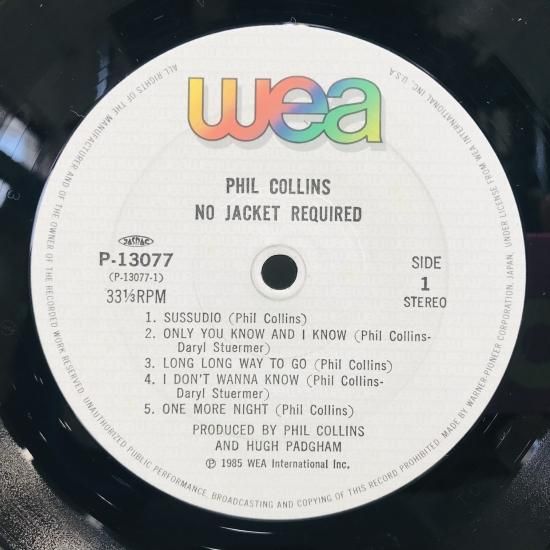 wea
PHIL COLLINS
NO JACKET REQUIRED
JASRAC
P-13077
(P-13077-1)
33⅓RPM
SIDE
1
STEREO
1. SUSSUDIO (Phil Collins)
2. ONLY YOU KNOW AND I KNOW (Phil Collins-
Daryl Stuermer)
3. LONG LONG WAY TO GO (Phil Collins)
4. I DON'T WANNA KNOW (Phil Collins-
Daryl Stuermer)
5. ONE MORE NIGHT (Phil Collins)
PRODUCED BY PHIL COLLINS
AND HUGH PADGHAM
℗ 1985 WEA International Inc.
ALL RIGHTS OF THE MANUFACTURER AND OF THE OWNER OF THE RECORDED WORK RESERVED. UNAUTHORIZED PUBLIC PERFORMANCE, BROADCASTING AND COPYING OF THIS RECORD PROHIBITED. MADE BY WARNER-PIONEER CORPORATION, JAPAN, UNDER LICENSE FROM WEA INTERNATIONAL INC., U.S.A